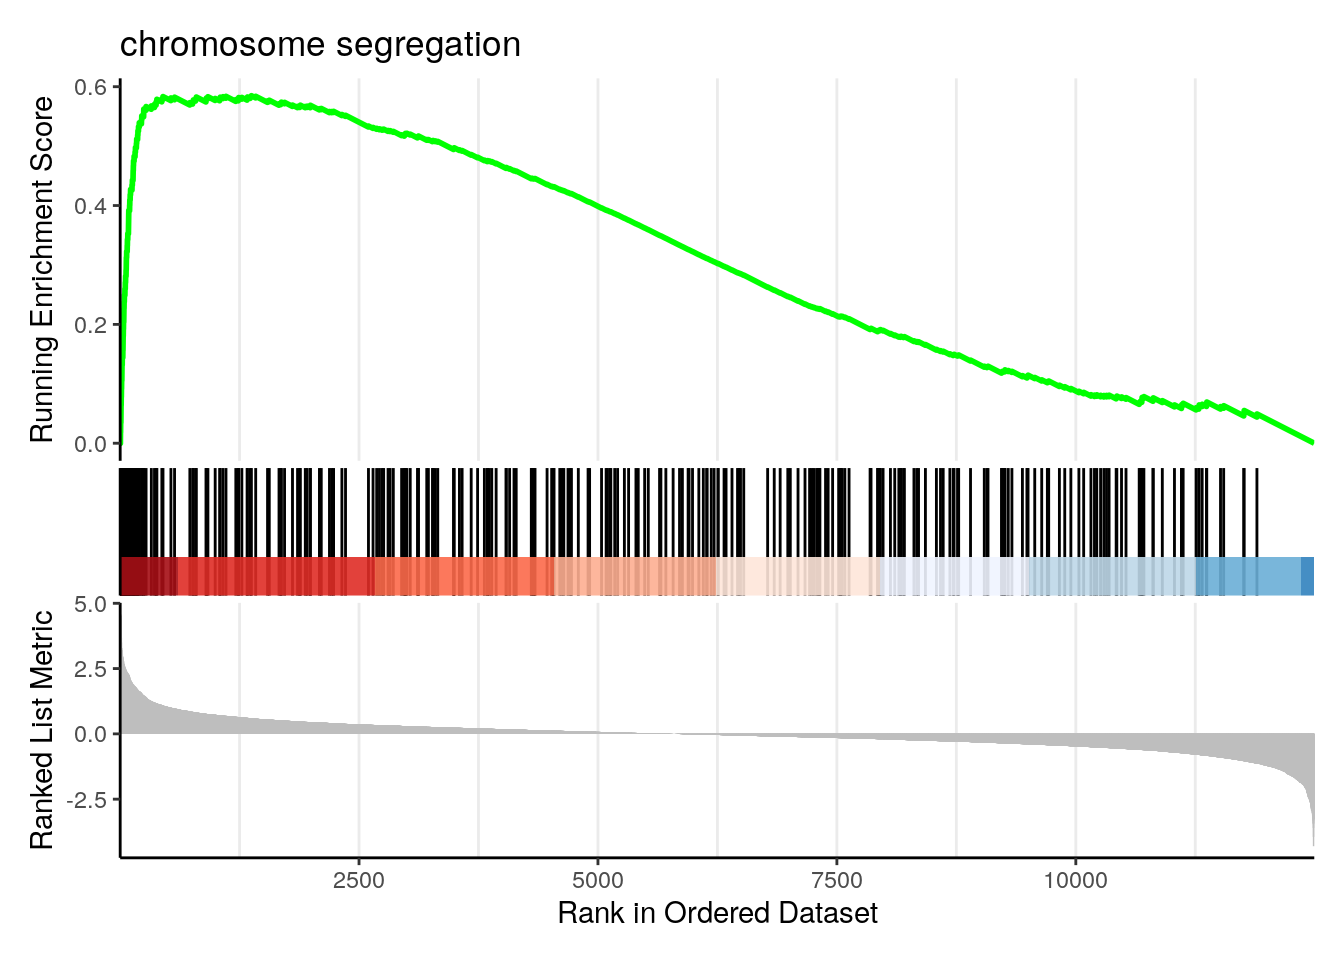 chromosome segregation
Running Enrichment Score
0.6
0.4
0.2
0.0
Ranked List Metric
5.0
2.5
0.0
-2.5
2500 5000 7500 10000
Rank in Ordered Dataset